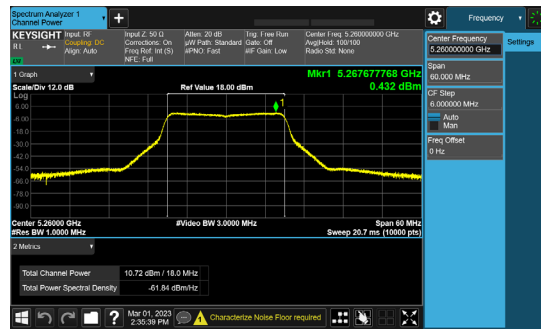 Spectrum Analyzer 1
Channel Power
+
Frequency
KEYSIGHT
Input: RF
Coupling: DC
Align: Auto
Input Z: 50 Ω
Corrections: On
Freq Ref: Int (S)
NFE: Full
Atten: 20 dB
µW Path: Standard
#PNO: Fast
Trig: Free Run
Gate: Off
#IF Gain: Low
Center Freq: 5.260000000 GHz
Avg|Hold: 100/100
Radio Std: None
RL
LV
Center Frequency
5.260000000 GHz
Settings
Span
60.000 MHz
CF Step
6.000000 MHz
Auto
Man
Freq Offset
0 Hz
1 Graph
Mkr1 5.267677768 GHz
Scale/Div 12.0 dB
Ref Value 18.00 dBm
0.432 dBm
Log
6.00
-6.00
-18.0
-30.0
-42.0
-54.0
-66.0
-78.0
-90.0
1
Center 5.26000 GHz
#Video BW 3.0000 MHz
Span 60 MHz
#Res BW 1.0000 MHz
Sweep 20.7 ms (10000 pts)
2 Metrics
Total Channel Power
10.72 dBm / 18.0 MHz
Total Power Spectral Density
-61.84 dBm/Hz
?
Mar 01, 2023
2:35:39 PM
Characterize Noise Floor required